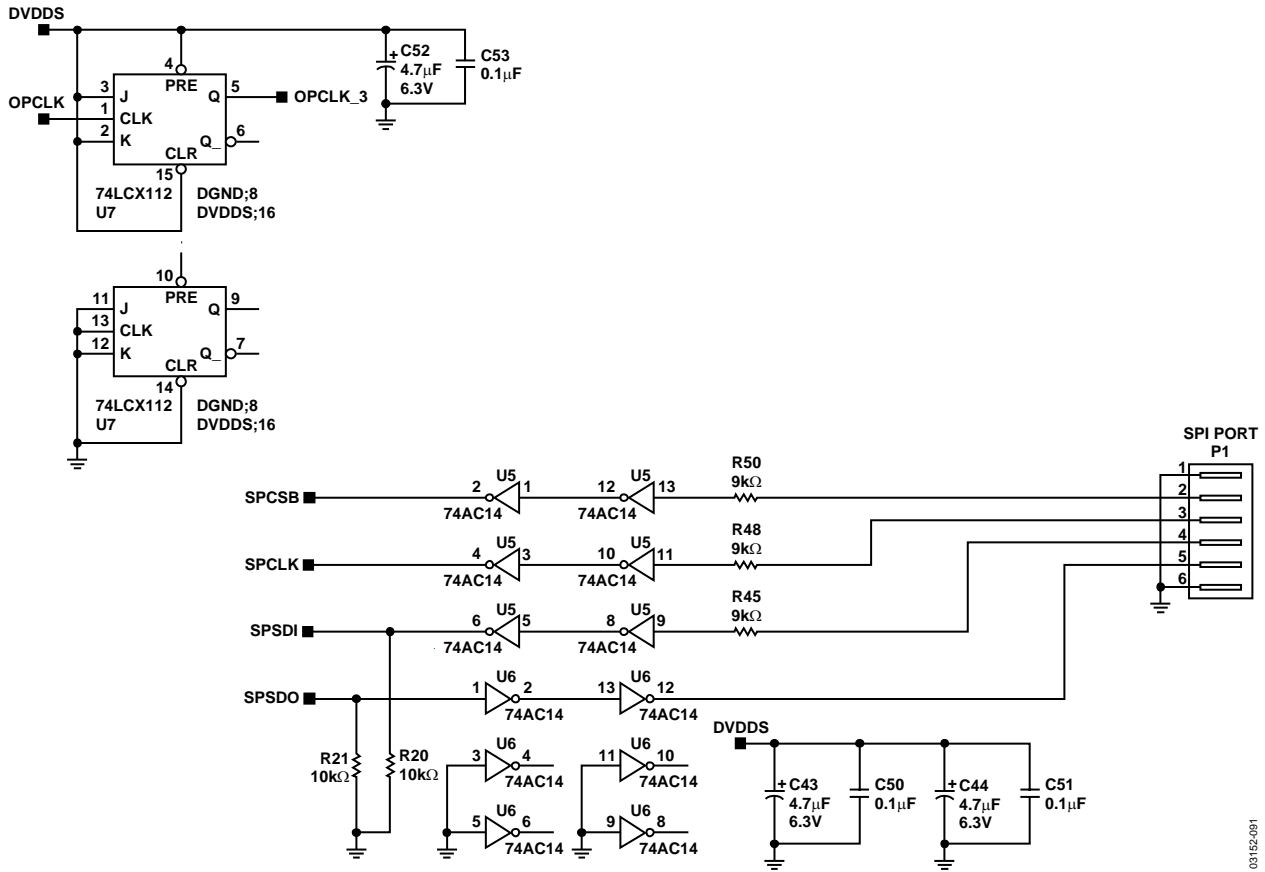 DVDDS
C52
4.7μF
6.3V
+
C53
0.1μF
4
PRE
3
J
Q
5
OPCLK_3
OPCLK
1
CLK
2
K
Q_
6
CLR
15
74LCX112
U7
DGND;8
DVDDS;16
10
PRE
11
J
Q
9
13
CLK
12
K
Q_
7
CLR
14
74LCX112
U7
DGND;8
DVDDS;16
SPI PORT
P1
1
2
3
4
5
6
SPCSB
2
U5
1
74AC14
12
U5
13
74AC14
R50
9kΩ
SPCLK
4
U5
3
74AC14
10
U5
11
74AC14
R48
9kΩ
SPSDI
6
U5
5
74AC14
8
U5
9
74AC14
R45
9kΩ
SPSDO
1
U6
2
74AC14
13
U6
12
74AC14
R21
10kΩ
R20
10kΩ
3
U6
4
74AC14
11
U6
10
74AC14
5
U6
6
74AC14
9
U6
8
74AC14
DVDDS
+
C43
4.7μF
6.3V
C50
0.1μF
+
C44
4.7μF
6.3V
C51
0.1μF
03152-091